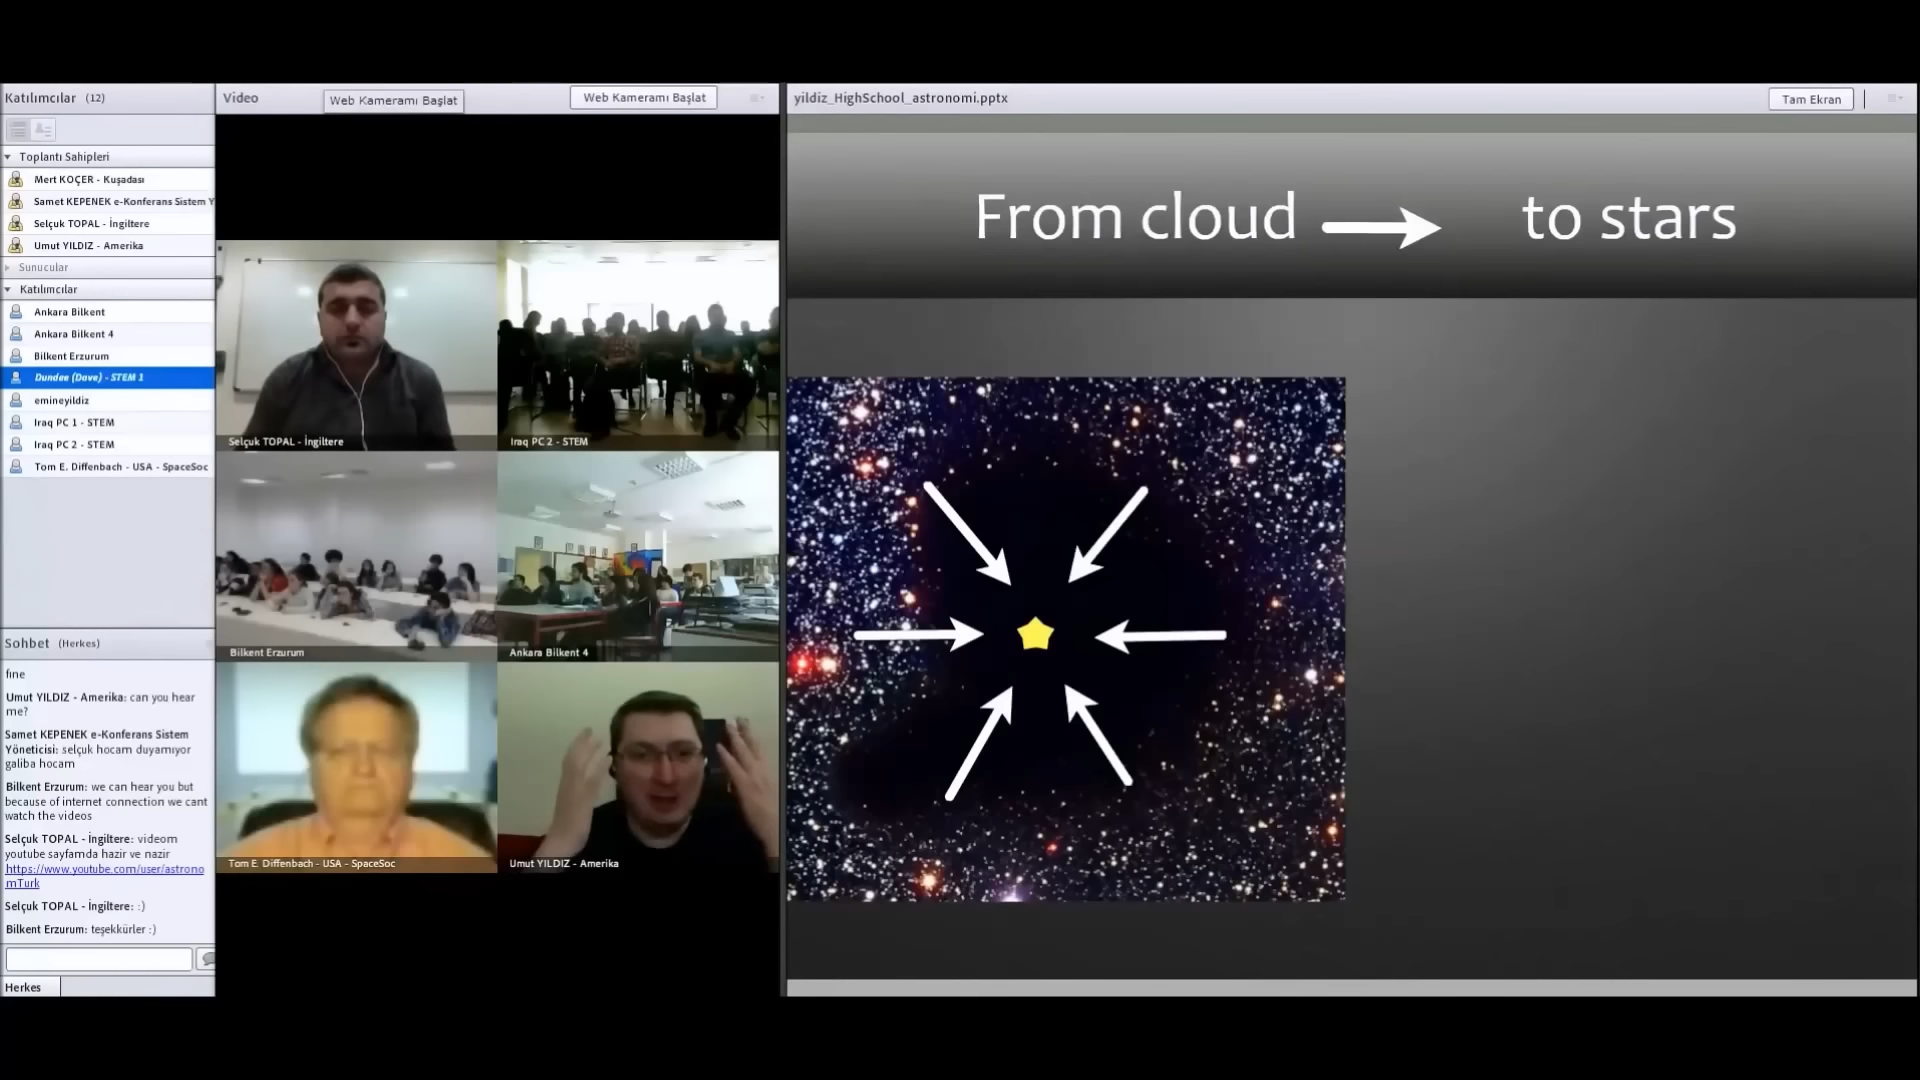 Katılımcılar (12)
Toplantı Sahipleri
Mert KOÇER - Kuşadası
Samet KEPENEK e-Konferans Sistem Y
Selçuk TOPAL - İngiltere
Umut YILDIZ - Amerika
Sunucular
Katılımcılar
Ankara Bilkent
Ankara Bilkent 4
Bilkent Erzurum
Dundee (Dave) - STEM 1
emineyildiz
Iraq PC 1 - STEM
Iraq PC 2 - STEM
Tom E. Diffenbach - USA - SpaceSoc
Sohbet (Herkes)
fine
Umut YILDIZ - Amerika: can you hear
me?
Samet KEPENEK e-Konferans Sistem
Yöneticisi: selçuk hocam duyamıyor
galiba hocam
Bilkent Erzurum: we can hear you but
because of internet connection we cant
watch the videos
Selçuk TOPAL - İngiltere: videom
youtube sayfamda hazir ve nazir
https://www.youtube.com/user/astrono
mTurk
Selçuk TOPAL - İngiltere: :)
Bilkent Erzurum: teşekkürler :)
Herkes
Video
Web Kameramı Başlat
Web Kameramı Başlat
Selçuk TOPAL - İngiltere
Iraq PC 2 - STEM
Bilkent Erzurum
Ankara Bilkent 4
Tom E. Diffenbach - USA - SpaceSoc
Umut YILDIZ - Amerika
yildiz_HighSchool_astronomi.pptx
Tam Ekran
From cloud to stars